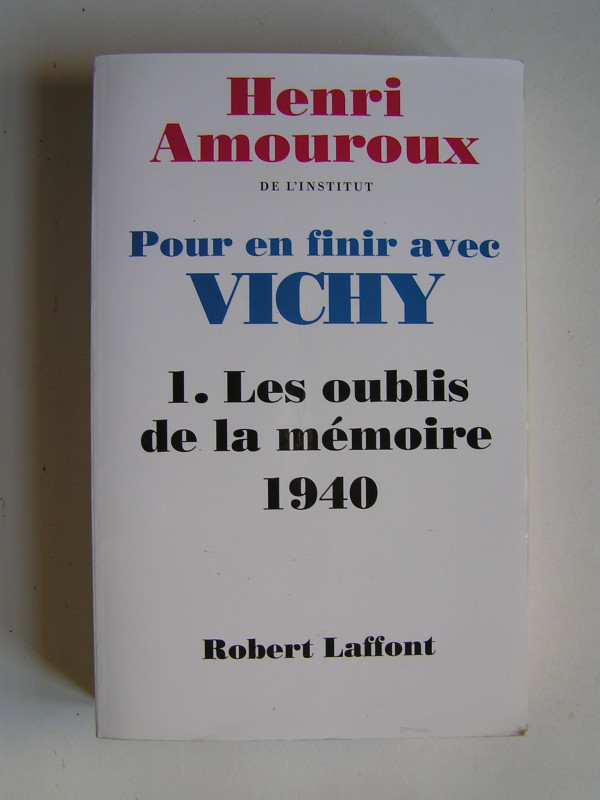 Henri
Amouroux
DE L'INSTITUT
Pour en finir avec
VICHY
1. Les oublis
de la mémoire
1940
Robert Laffont